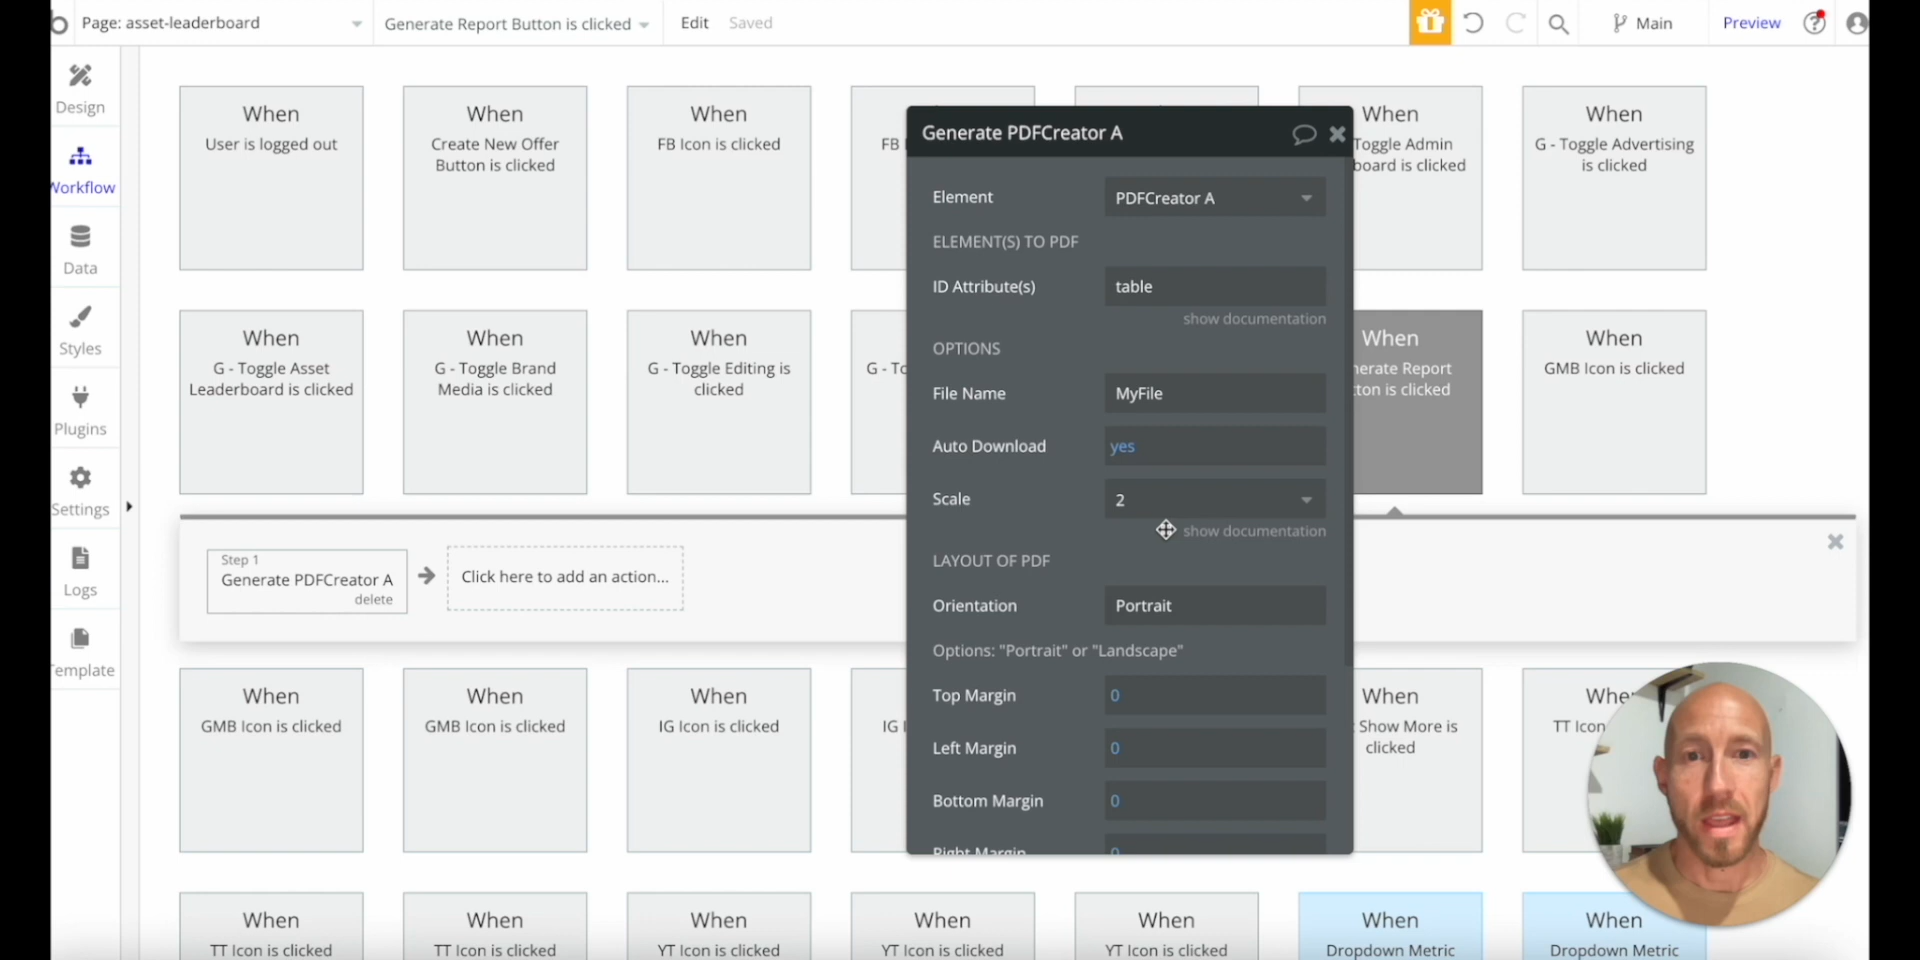 b Page: asset-leaderboard Generate Report Button is clicked Edit Saved Main Preview
Design
Workflow
Data
Styles
Plugins
Settings
Logs
Template
When
User is logged out
When
Create New Offer
Button is clicked
When
FB Icon is clicked
FB
When
Toggle Admin
board is clicked
When
G - Toggle Advertising
is clicked
When
G - Toggle Asset
Leaderboard is clicked
When
G - Toggle Brand
Media is clicked
When
G - Toggle Editing is
clicked
When
nerate Report
ton is clicked
When
GMB Icon is clicked
Generate PDFCreator A
Element PDFCreator A
ELEMENT(S) TO PDF
ID Attribute(s) table
show documentation
OPTIONS
File Name MyFile
Auto Download yes
Scale 2
show documentation
LAYOUT OF PDF
Orientation Portrait
Options: "Portrait" or "Landscape"
Top Margin 0
Left Margin 0
Bottom Margin 0
Right Margin 0
Step 1
Generate PDFCreator A
delete
Click here to add an action...
When
GMB Icon is clicked
When
GMB Icon is clicked
When
IG Icon is clicked
IG
When
Show More is
clicked
Whe
TT Icon
When
TT Icon is clicked
When
TT Icon is clicked
When
YT Icon is clicked
When
YT Icon is clicked
When
YT Icon is clicked
When
Dropdown Metric
When
Dropdown Metric